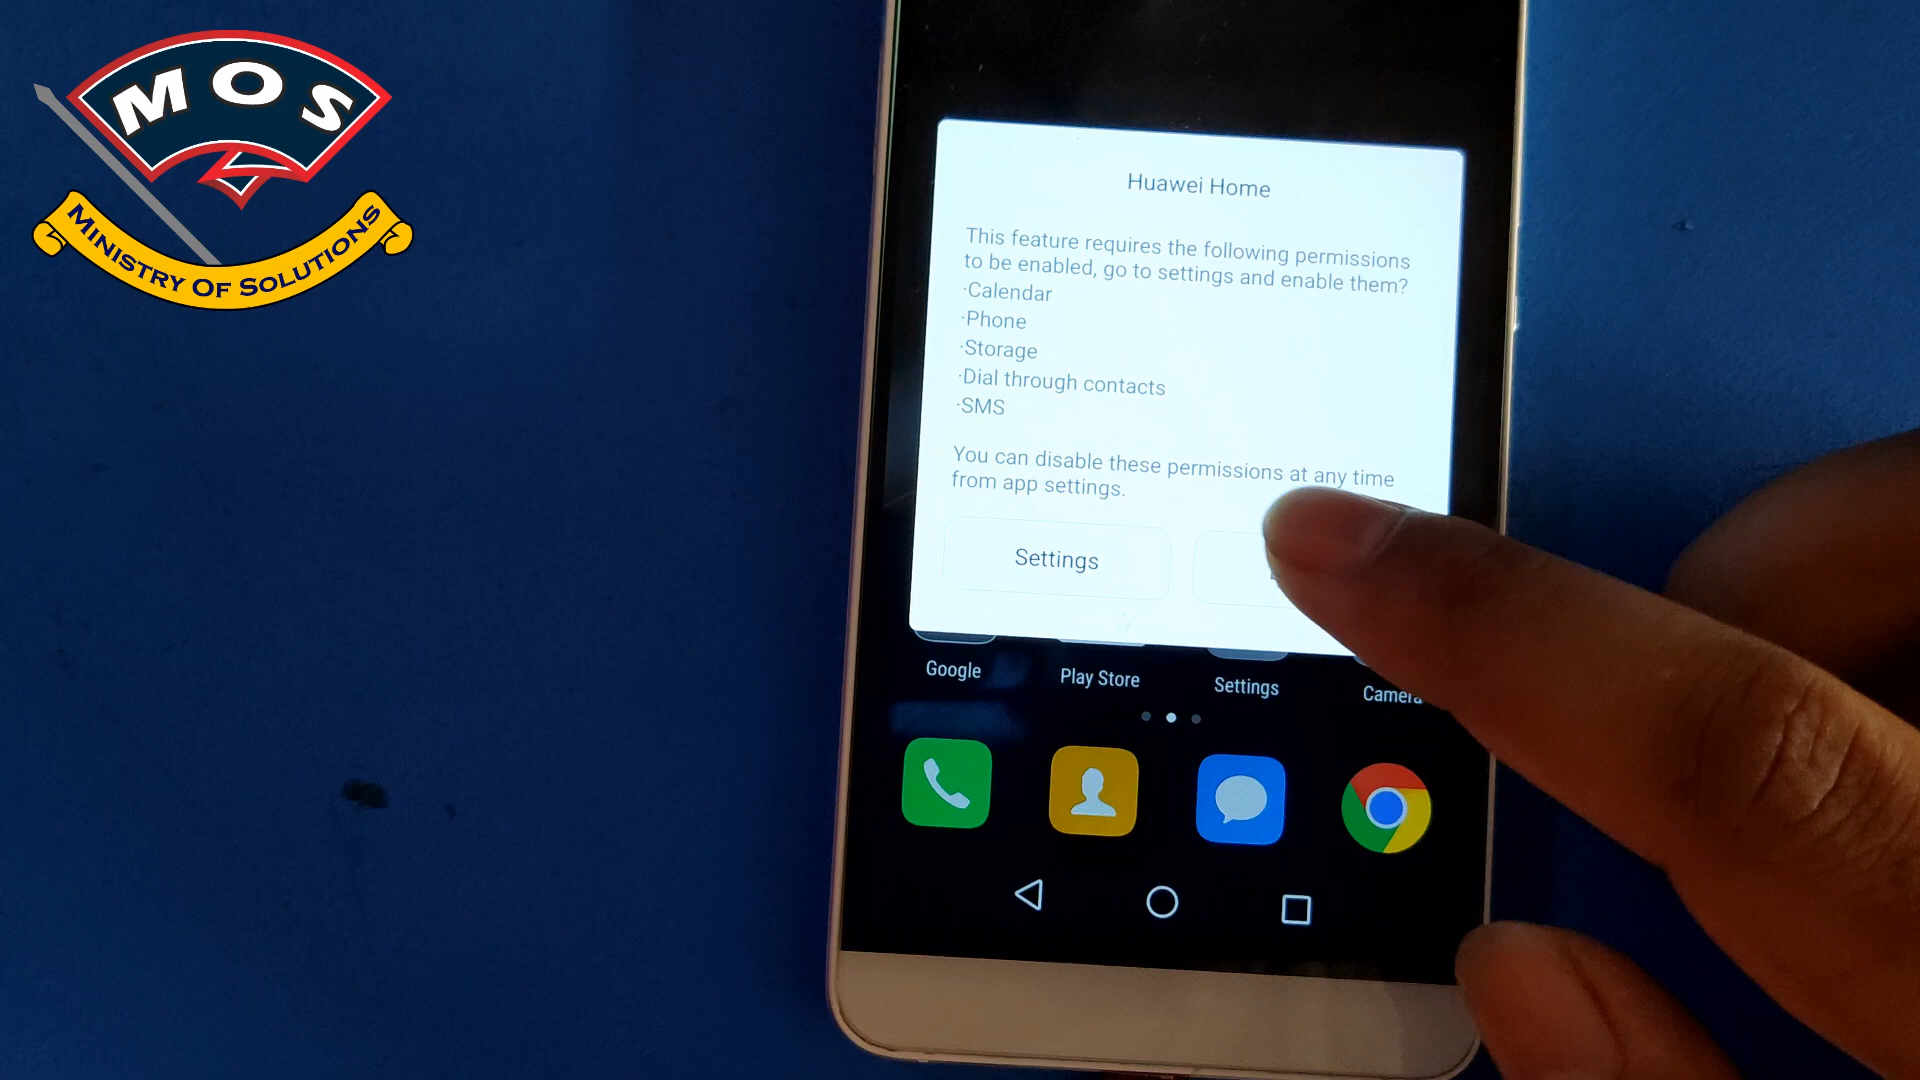 MOS
MINISTRY OF SOLUTIONS
Huawei Home
This feature requires the following permissions
to be enabled, go to settings and enable them?
·Calendar
·Phone
·Storage
·Dial through contacts
·SMS
You can disable these permissions at any time
from app settings.
Settings
Google
Play Store
Settings
Camera